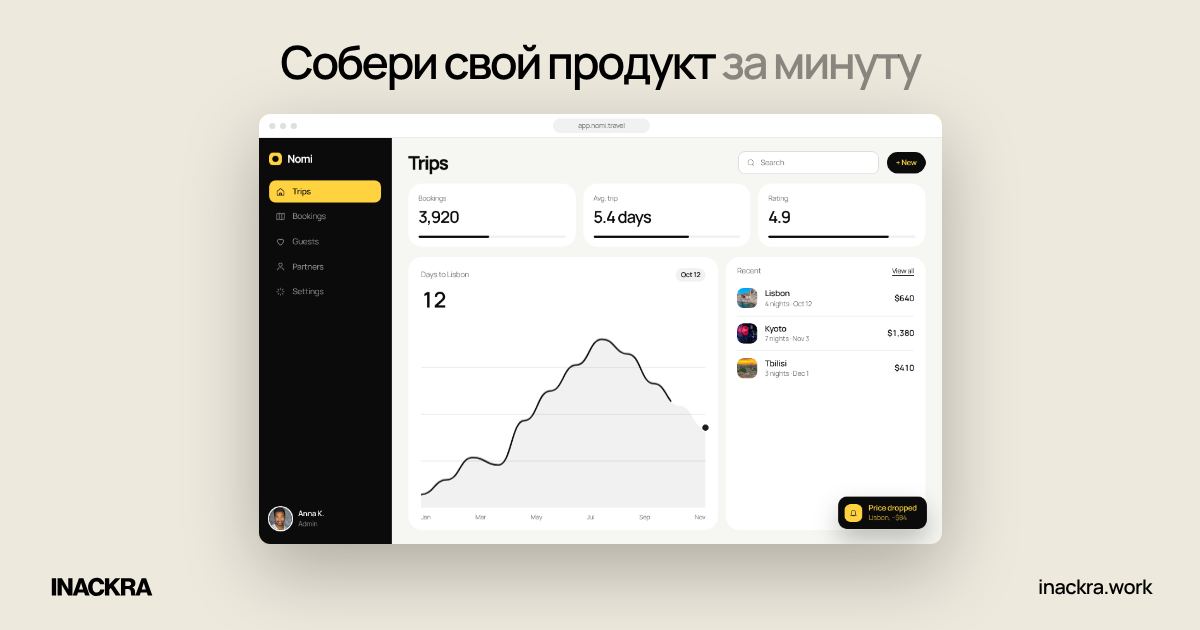 Собери свой продукт за минуту
app.nomi.travel
Nomi
Trips
Bookings
Guests
Partners
Settings
Anna K.
Admin
Trips
Search
+ New
Bookings
3,920
Avg. trip
5.4 days
Rating
4.9
Days to Lisbon
Oct 12
12
Jan Mar May Jul Sep Nov
Recent
View all
Lisbon
4 nights · Oct 12
$640
Kyoto
7 nights · Nov 3
$1,380
Tbilisi
3 nights · Dec 1
$410
Price dropped
Lisbon, −$84
INACKRA
inackra.work